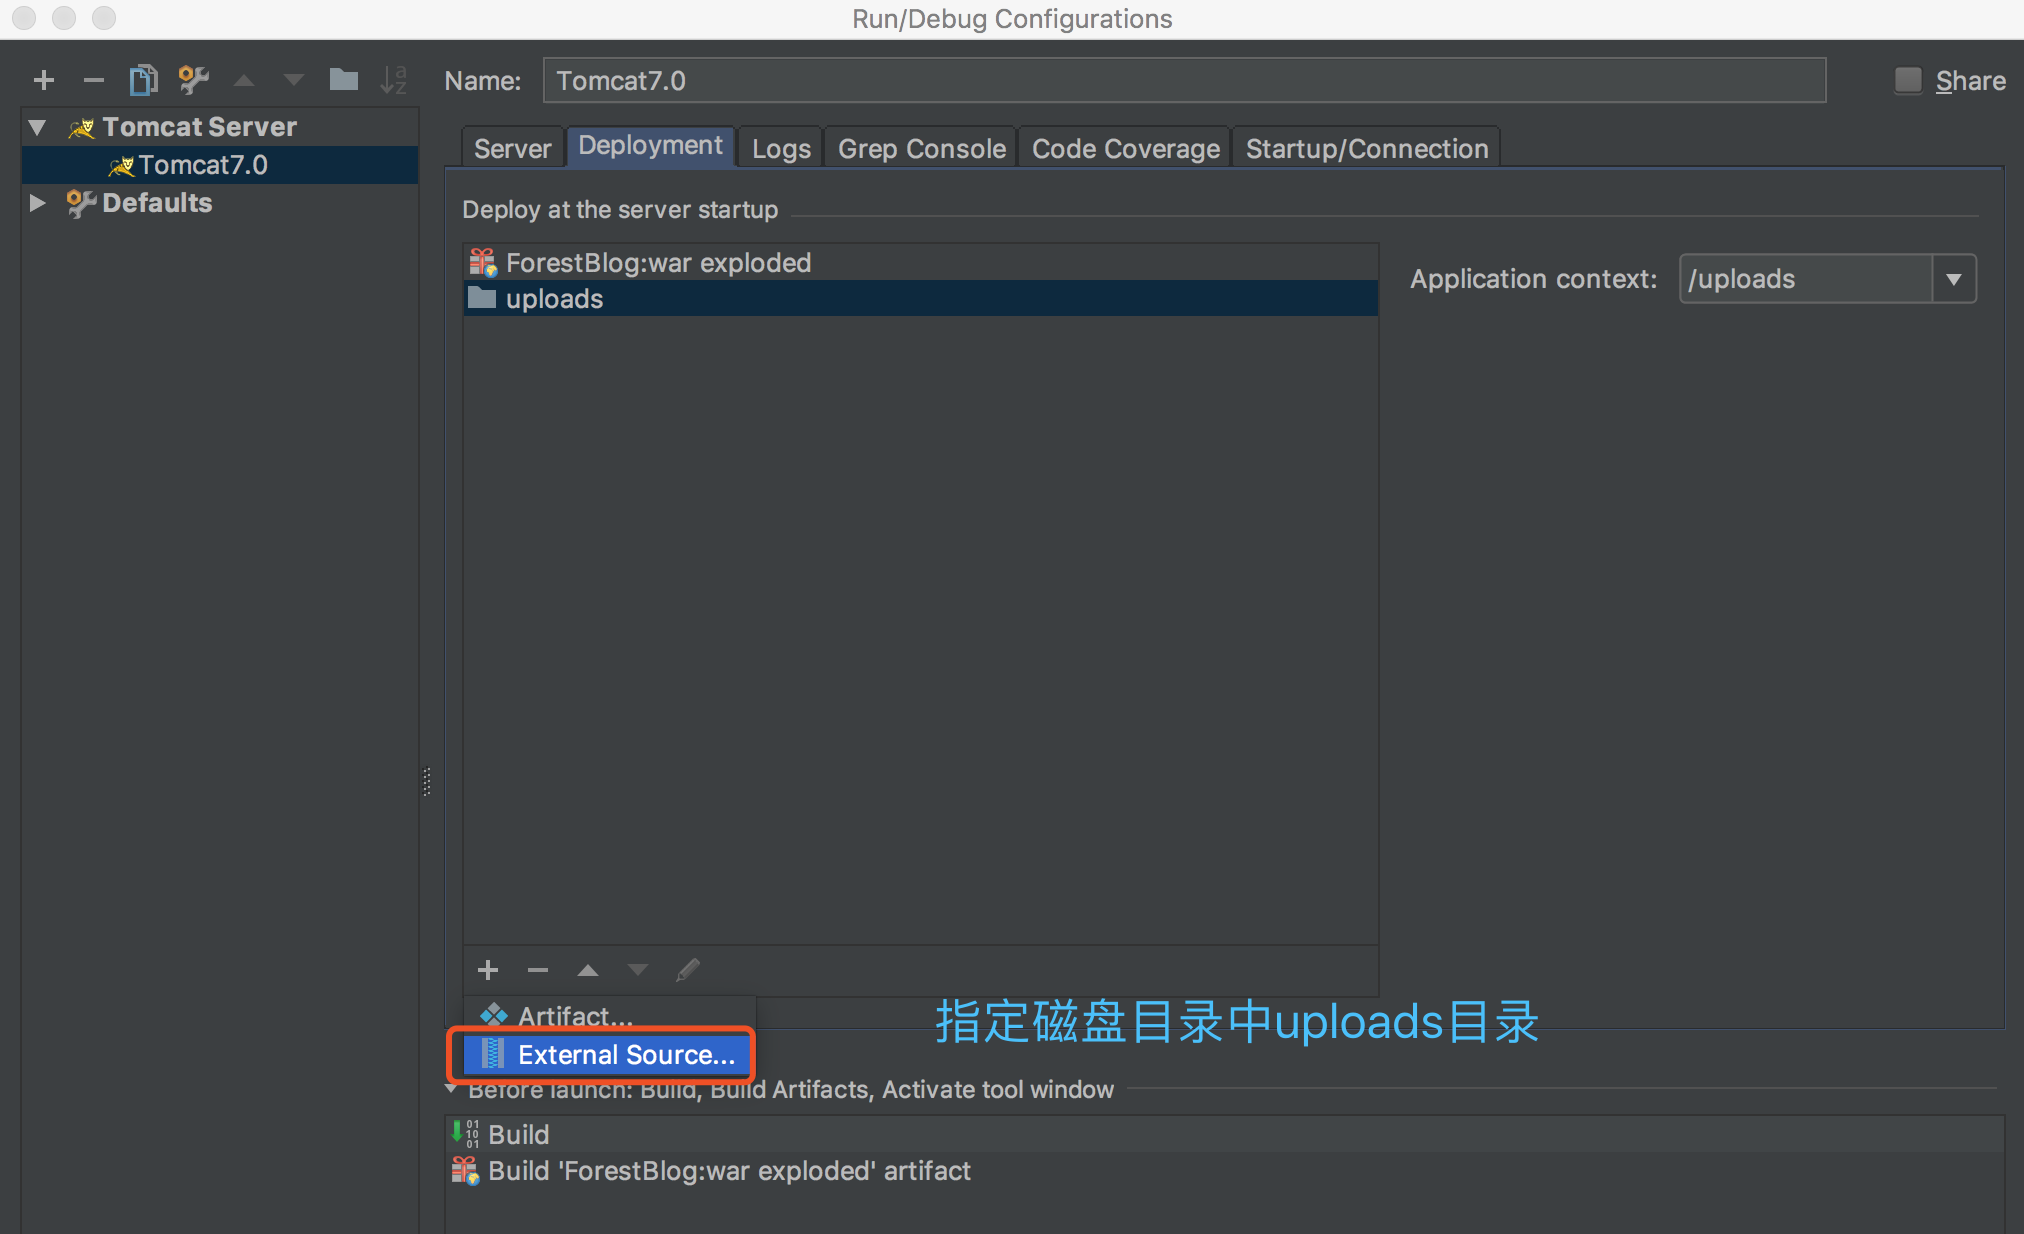 Run/Debug Configurations
Name: Tomcat7.0
Share
Tomcat Server
Tomcat7.0
Defaults
Server Deployment Logs Grep Console Code Coverage Startup/Connection
Deploy at the server startup
ForestBlog:war exploded
uploads
Application context: /uploads
Artifact...
External Source...
指定磁盘目录中uploads目录
Before launch: Build, Build Artifacts, Activate tool window
Build
Build 'ForestBlog:war exploded' artifact